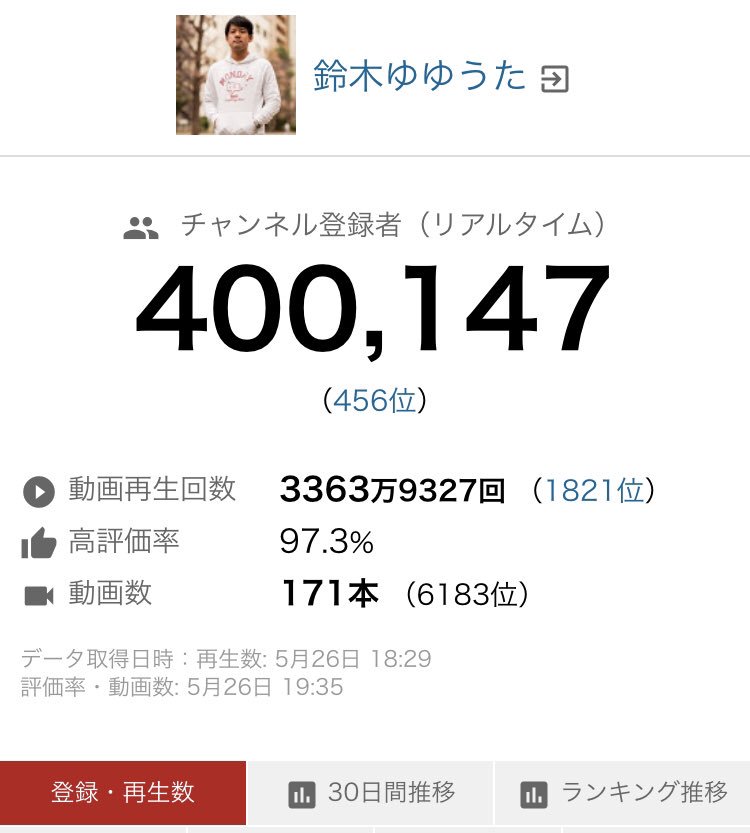 MONDAY
鈴木ゆゆうた
チャンネル登録者（リアルタイム）
400,147
（456位）
動画再生回数 3363万9327回 （1821位）
高評価率 97.3%
動画数 171本 （6183位）
データ取得日時：再生数: 5月26日 18:29
評価率・動画数: 5月26日 19:35
登録・再生数 30日間推移 ランキング推移